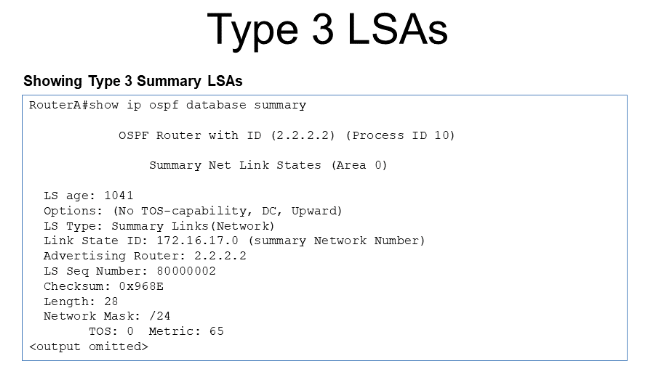 Type 3 LSAs
Showing Type 3 Summary LSAs
RouterA#show ip ospf database summary
OSPF Router with ID (2.2.2.2) (Process ID 10)
Summary Net Link States (Area 0)
LS age: 1041
Options: (No TOS-capability, DC, Upward)
LS Type: Summary Links(Network)
Link State ID: 172.16.17.0 (summary Network Number)
Advertising Router: 2.2.2.2
LS Seq Number: 80000002
Checksum: 0x968E
Length: 28
Network Mask: /24
TOS: 0 Metric: 65
<output omitted>